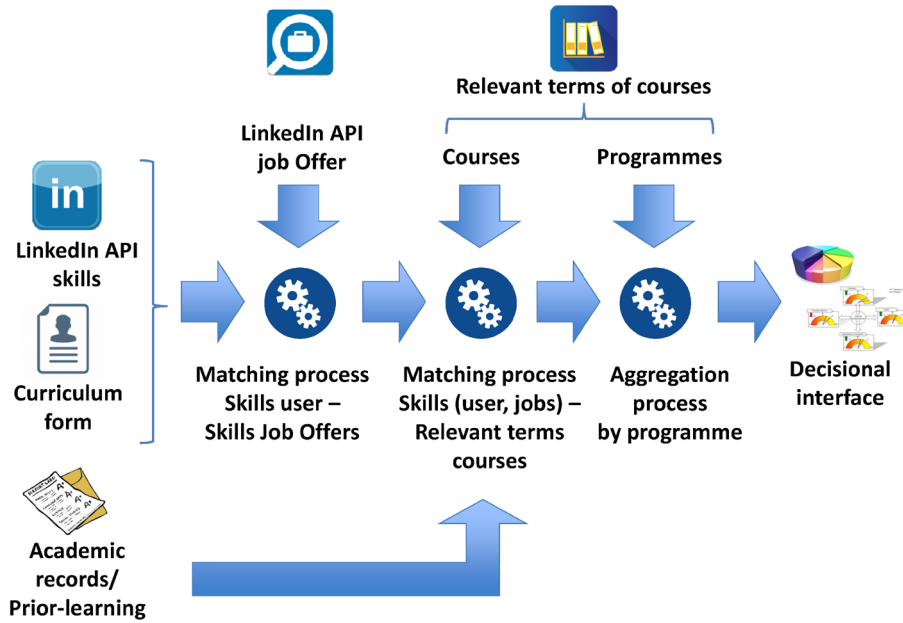 Relevant terms of courses
LinkedIn API
job Offer
Courses
Programmes
in
LinkedIn API
skills
Curriculum
form
Matching process
Skills user –
Skills Job Offers
Matching process
Skills (user, jobs) –
Relevant terms
courses
Aggregation
process
by programme
Decisional
interface
Academic
records/
Prior-learning